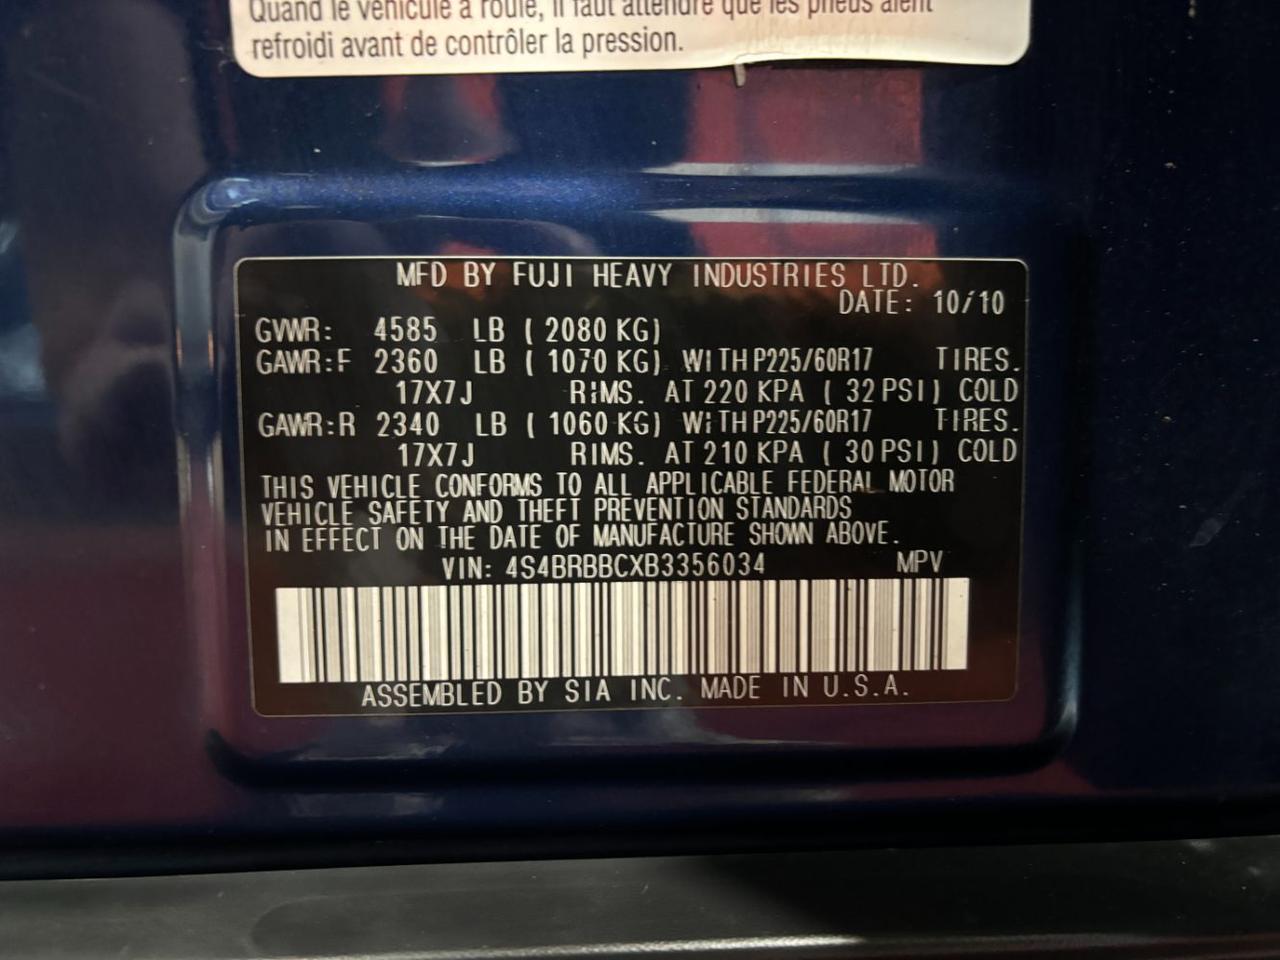 Quand le véhicule a roulé, il faut attendre que les pneus aient
refroidi avant de contrôler la pression.
MFD BY FUJI HEAVY INDUSTRIES LTD.
DATE: 10/10
GVWR: 4585 LB ( 2080 KG)
GAWR:F 2360 LB ( 1070 KG) WITH P225/60R17 TIRES.
17X7J RIMS. AT 220 KPA ( 32 PSI) COLD
GAWR:R 2340 LB ( 1060 KG) WITH P225/60R17 TIRES.
17X7J RIMS. AT 210 KPA ( 30 PSI) COLD
THIS VEHICLE CONFORMS TO ALL APPLICABLE FEDERAL MOTOR
VEHICLE SAFETY AND THEFT PREVENTION STANDARDS
IN EFFECT ON THE DATE OF MANUFACTURE SHOWN ABOVE.
VIN: 4S4BRBBCXB3356034 MPV
ASSEMBLED BY SIA INC. MADE IN U.S.A.